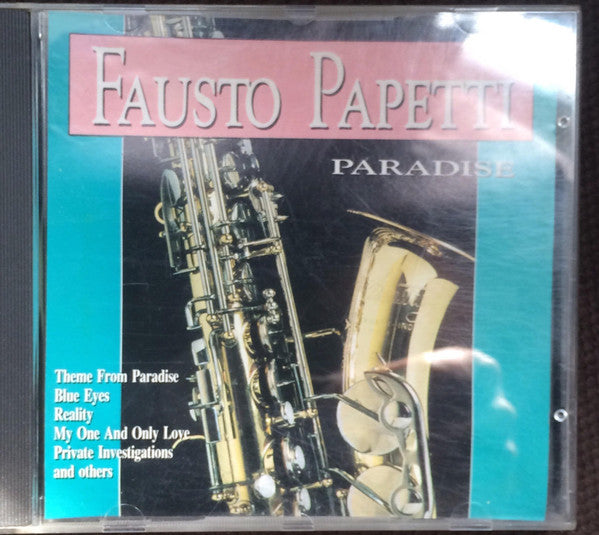 FAUSTO PAPETTI
PARADISE
Theme From Paradise
Blue Eyes
Reality
My One And Only Love
Private Investigations
and others